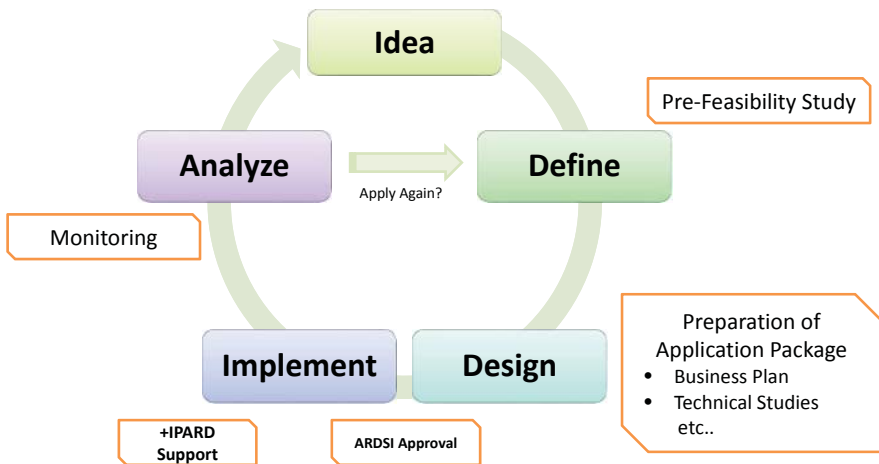 Idea
Pre-Feasibility Study
Analyze
Define
Apply Again?
Monitoring
Preparation of
Application Package
• Business Plan
• Technical Studies
etc..
Implement
Design
+IPARD
Support
ARDSI Approval